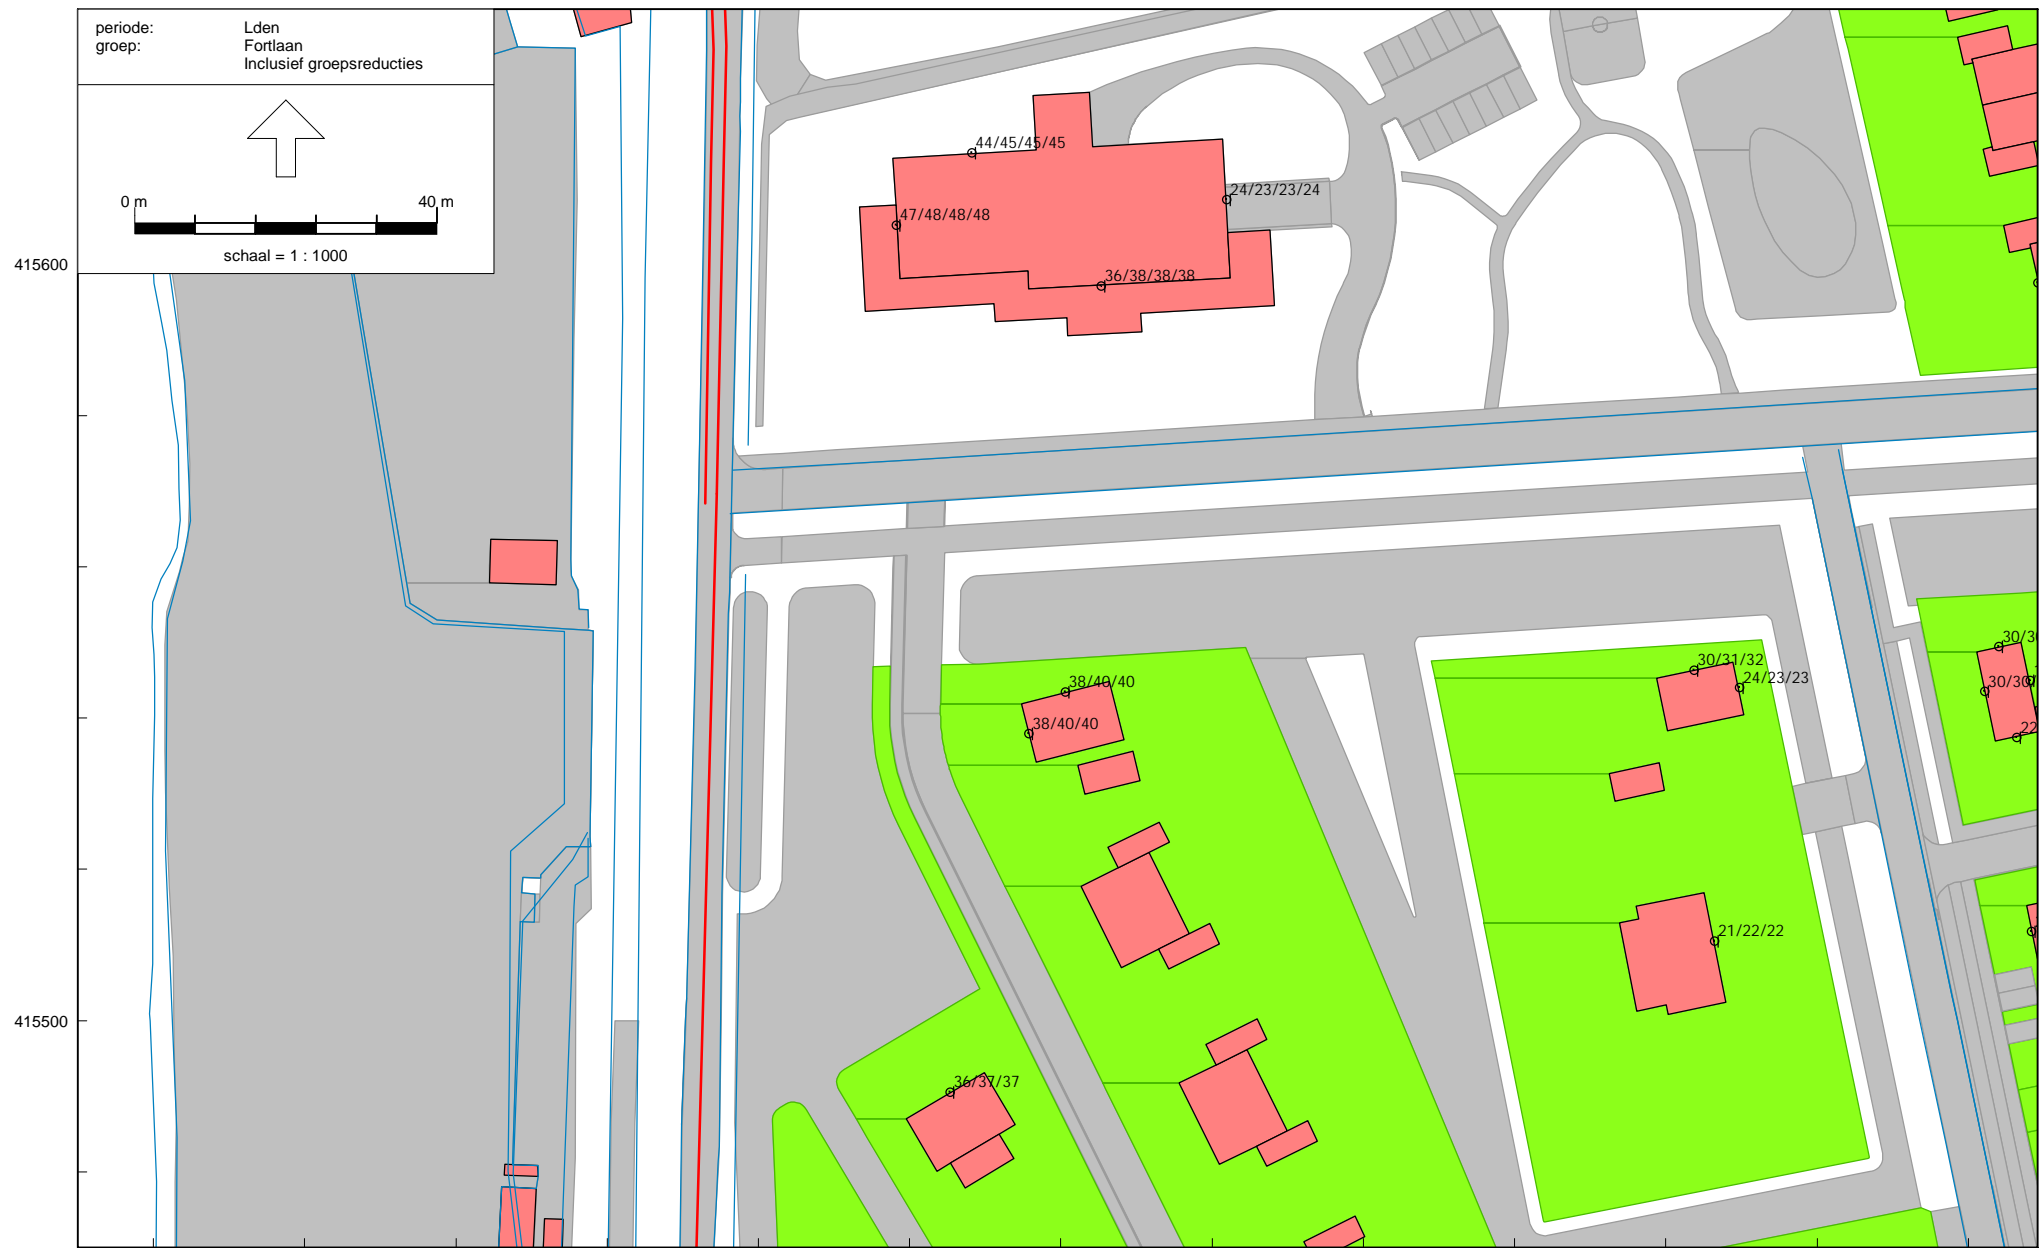 periode: Lden
groep: Fortlaan
Inclusief groepsreducties
0 m 40 m
schaal = 1 : 1000
415600
415500
44/45/45/45
24/23/23/24
47/48/48/48
36/38/38/38
38/40/40
38/40/40
30/31/32
24/23/23
21/22/22
36/37/37